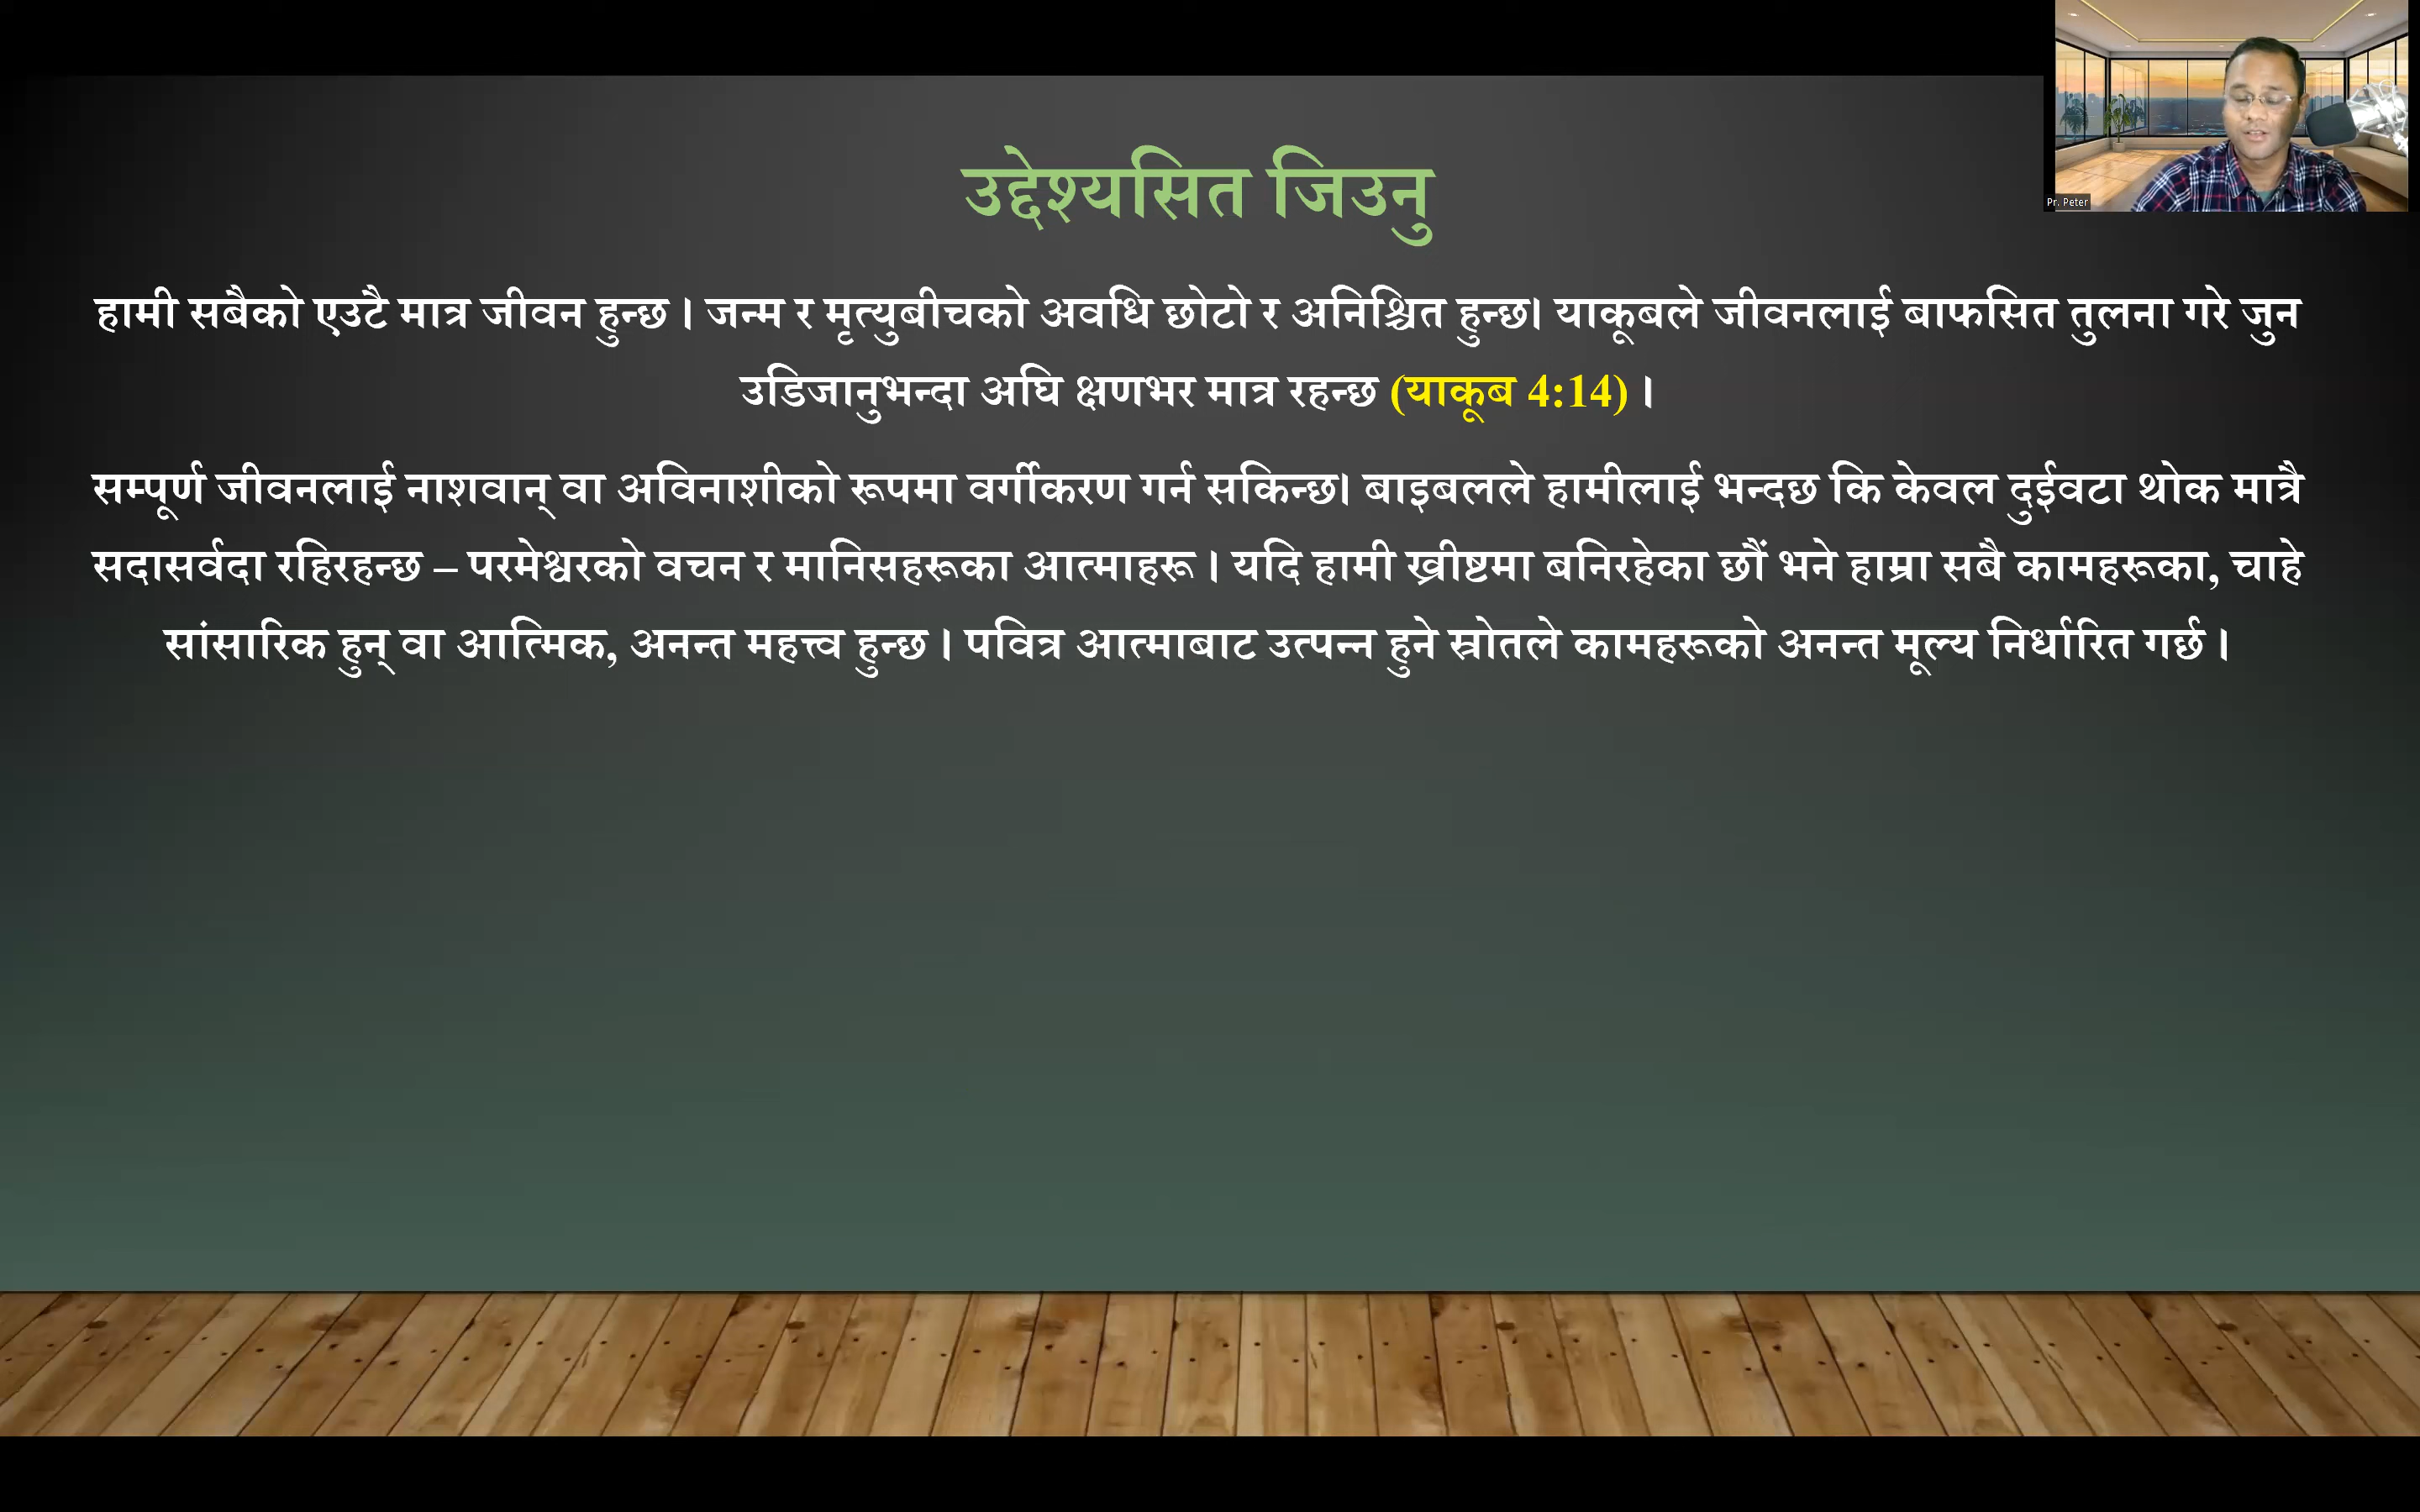 उद्देश्यसित जिउनु
हामी सबैको एउटै मात्र जीवन हुन्छ । जन्म र मृत्युबीचको अवधि छोटो र अनिश्चित हुन्छ। याकूबले जीवनलाई बाफसित तुलना गरे जुन
उडिजानुभन्दा अघि क्षणभर मात्र रहन्छ (याकूब 4:14) ।
सम्पूर्ण जीवनलाई नाशवान् वा अविनाशीको रूपमा वर्गीकरण गर्न सकिन्छ। बाइबलले हामीलाई भन्दछ कि केवल दुईवटा थोक मात्रै
सदासर्वदा रहिरहन्छ – परमेश्वरको वचन र मानिसहरूका आत्माहरू । यदि हामी ख्रीष्टमा बनिरहेका छौं भने हाम्रा सबै कामहरूका, चाहे
सांसारिक हुन् वा आत्मिक, अनन्त महत्त्व हुन्छ । पवित्र आत्माबाट उत्पन्न हुने स्रोतले कामहरूको अनन्त मूल्य निर्धारित गर्छ ।
Pr. Peter